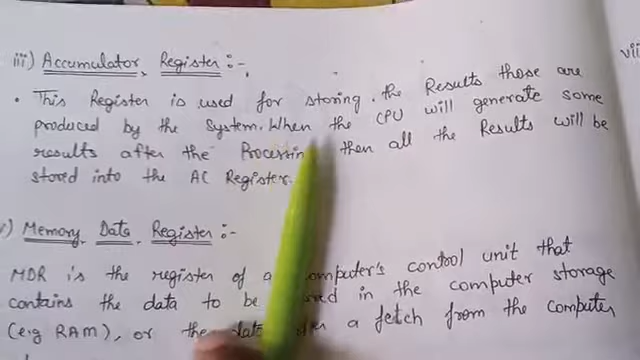 iii) Accumulator Register :-
• This Register is used for storing the Results those are
produced by the System. When the CPU will generate some
results after the Processin then all the Results will be
stored into the AC Register.
) Memory Data Register :-
MDR is the register of a computer's control unit that
contains the data to be in the computer storage
(e.g RAM), or the data a fetch from the computer
vii